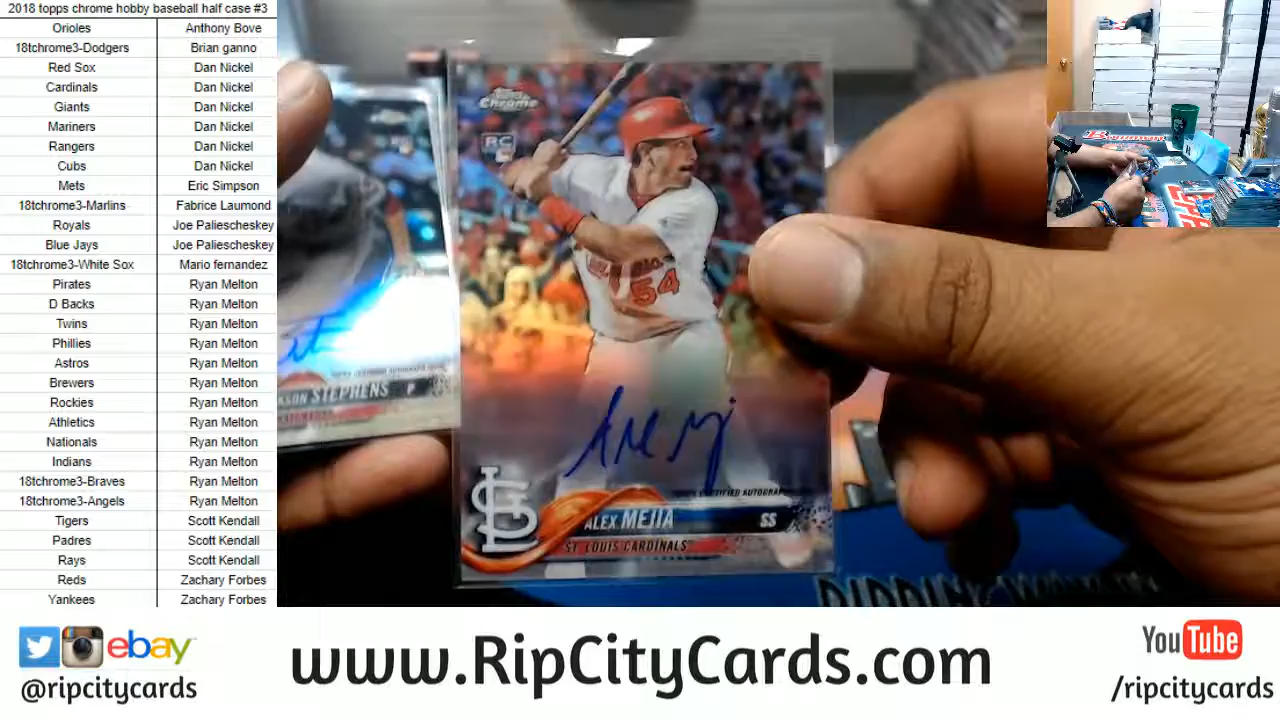 2018 topps chrome hobby baseball half case #3
Orioles Anthony Bove
18tchrome3-Dodgers Brian ganno
Red Sox Dan Nickel
Cardinals Dan Nickel
Giants Dan Nickel
Mariners Dan Nickel
Rangers Dan Nickel
Cubs Dan Nickel
Mets Eric Simpson
18tchrome3-Marlins Fabrice Laumond
Royals Joe Paliescheskey
Blue Jays Joe Paliescheskey
18tchrome3-White Sox Mario fernandez
Pirates Ryan Melton
D Backs Ryan Melton
Twins Ryan Melton
Phillies Ryan Melton
Astros Ryan Melton
Brewers Ryan Melton
Rockies Ryan Melton
Athletics Ryan Melton
Nationals Ryan Melton
Indians Ryan Melton
18tchrome3-Braves Ryan Melton
18tchrome3-Angels Ryan Melton
Tigers Scott Kendall
Padres Scott Kendall
Rays Scott Kendall
Reds Zachary Forbes
Yankees Zachary Forbes
Topps Chrome
RC
54
TOPPS CERTIFIED AUTOGRAPH
ALEX MEJIA SS
ST. LOUIS CARDINALS
STEPHENS P
Bowman
ebay
@ripcitycards
www.RipCityCards.com
YouTube
/ripcitycards